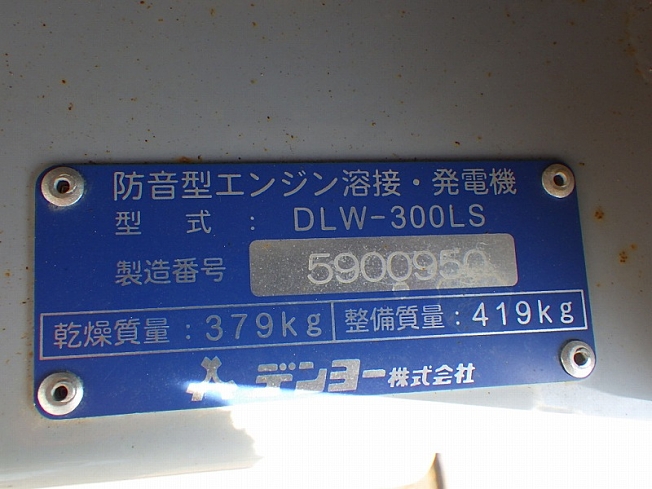 防音型エンジン溶接・発電機
型 式 : DLW-300LS
製造番号 5900950
乾燥質量:379kg 整備質量:419kg
デンヨー株式会社